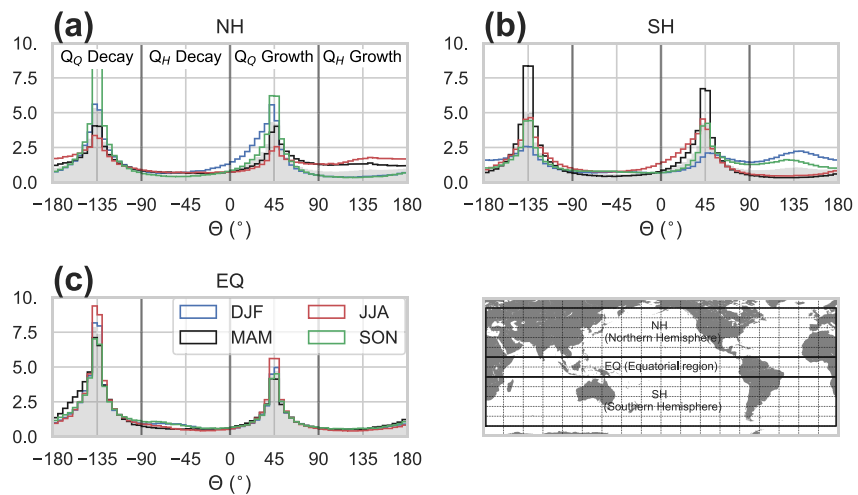 (a) NH
10.
7.5
5.0
2.5
0.0
Q_Q Decay Q_H Decay Q_Q Growth Q_H Growth
−180 −135 −90 −45 0 45 90 135 180
Θ (°)
(b) SH
10.
7.5
5.0
2.5
0.0
−180 −135 −90 −45 0 45 90 135 180
Θ (°)
(c) EQ
10.
7.5
5.0
2.5
0.0
DJF JJA
MAM SON
−180 −135 −90 −45 0 45 90 135 180
Θ (°)
NH
(Northern Hemisphere)
EQ (Equatorial region)
SH
(Southern Hemisphere)